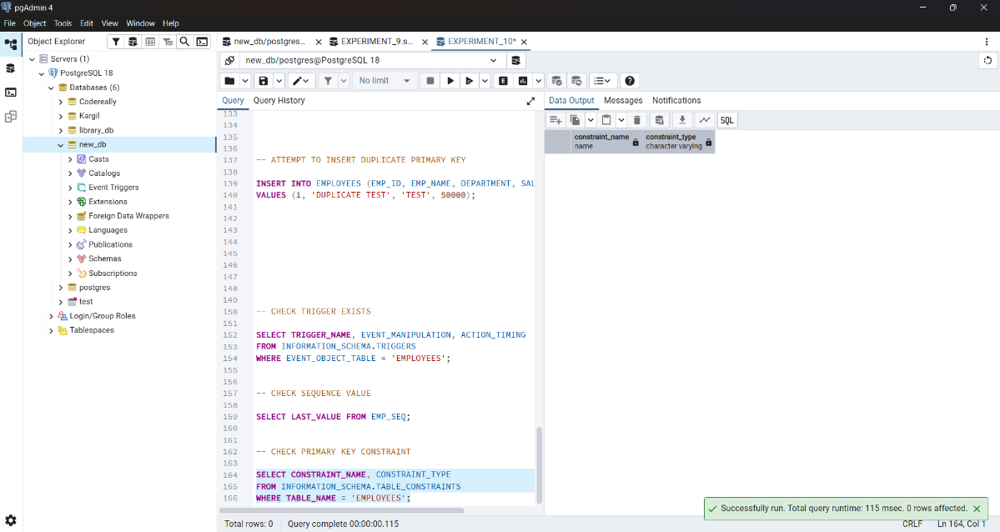 pgAdmin 4
File Object Tools Edit View Window Help
Object Explorer
Servers (1)
PostgreSQL 18
Databases (6)
Codereally
Kargil
library_db
new_db
Casts
Catalogs
Event Triggers
Extensions
Foreign Data Wrappers
Languages
Publications
Schemas
Subscriptions
postgres
test
Login/Group Roles
Tablespaces
new_db/postgres...
EXPERIMENT_9.s...
EXPERIMENT_10*
new_db/postgres@PostgreSQL 18
No limit
E
Query Query History
133
134
135
136
137 -- ATTEMPT TO INSERT DUPLICATE PRIMARY KEY
138
139 INSERT INTO EMPLOYEES (EMP_ID, EMP_NAME, DEPARTMENT, SAL
140 VALUES (1, 'DUPLICATE TEST', 'TEST', 50000);
141
142
143
144
145
146
147
148
149
150 -- CHECK TRIGGER EXISTS
151
152 SELECT TRIGGER_NAME, EVENT_MANIPULATION, ACTION_TIMING
153 FROM INFORMATION_SCHEMA.TRIGGERS
154 WHERE EVENT_OBJECT_TABLE = 'EMPLOYEES';
155
156
157 -- CHECK SEQUENCE VALUE
158
159 SELECT LAST_VALUE FROM EMP_SEQ;
160
161
162 -- CHECK PRIMARY KEY CONSTRAINT
163
164 SELECT CONSTRAINT_NAME, CONSTRAINT_TYPE
165 FROM INFORMATION_SCHEMA.TABLE_CONSTRAINTS
166 WHERE TABLE_NAME = 'EMPLOYEES';
Data Output Messages Notifications
SQL
constraint_name constraint_type
name character varying
Successfully run. Total query runtime: 115 msec. 0 rows affected.
Total rows: 0 Query complete 00:00:00.115
CRLF Ln 164, Col 1